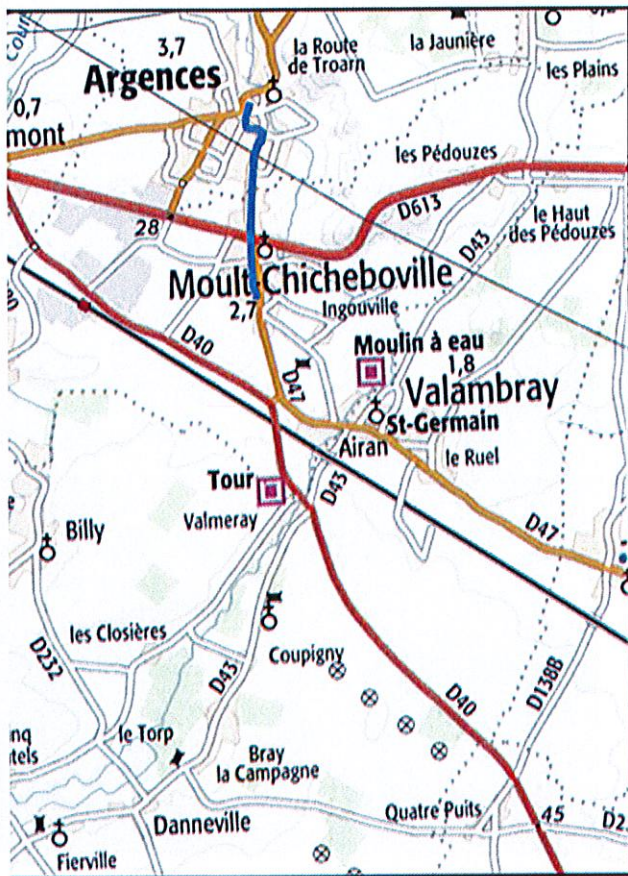 3,7
la Route
de Troarn
la Jaunière
Argences
les Plains
0,7
mont
les Pédouzes
D613
28
D43
le Haut
des Pédouzes
Moult-Chicheboville
2,7
Ingouville
D40
D47
Moulin à eau
1,8
Valambray
St-Germain
Airan
le Ruel
Tour
D43
Valmeray
D47
Billy
les Closières
D232
D43
Coupigny
D40
D138B
le Torp
Bray
la Campagne
Quatre Puits
45
Danneville
Fierville